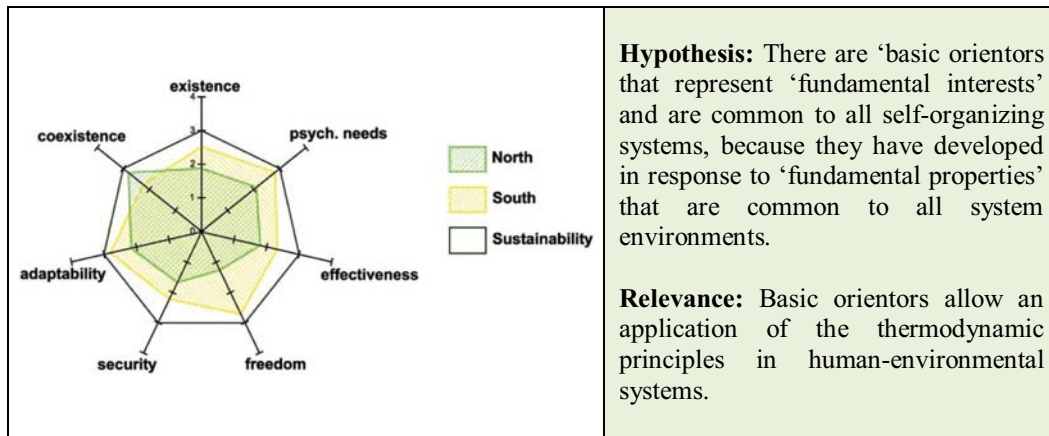 existence
4
3
2
1
0
coexistence
psych. needs
adaptability
effectiveness
security
freedom
North
South
Sustainability
Hypothesis: There are ‘basic orientors
that represent ‘fundamental interests’
and are common to all self-organizing
systems, because they have developed
in response to ‘fundamental properties’
that are common to all system
environments.
Relevance: Basic orientors allow an
application of the thermodynamic
principles in human-environmental
systems.